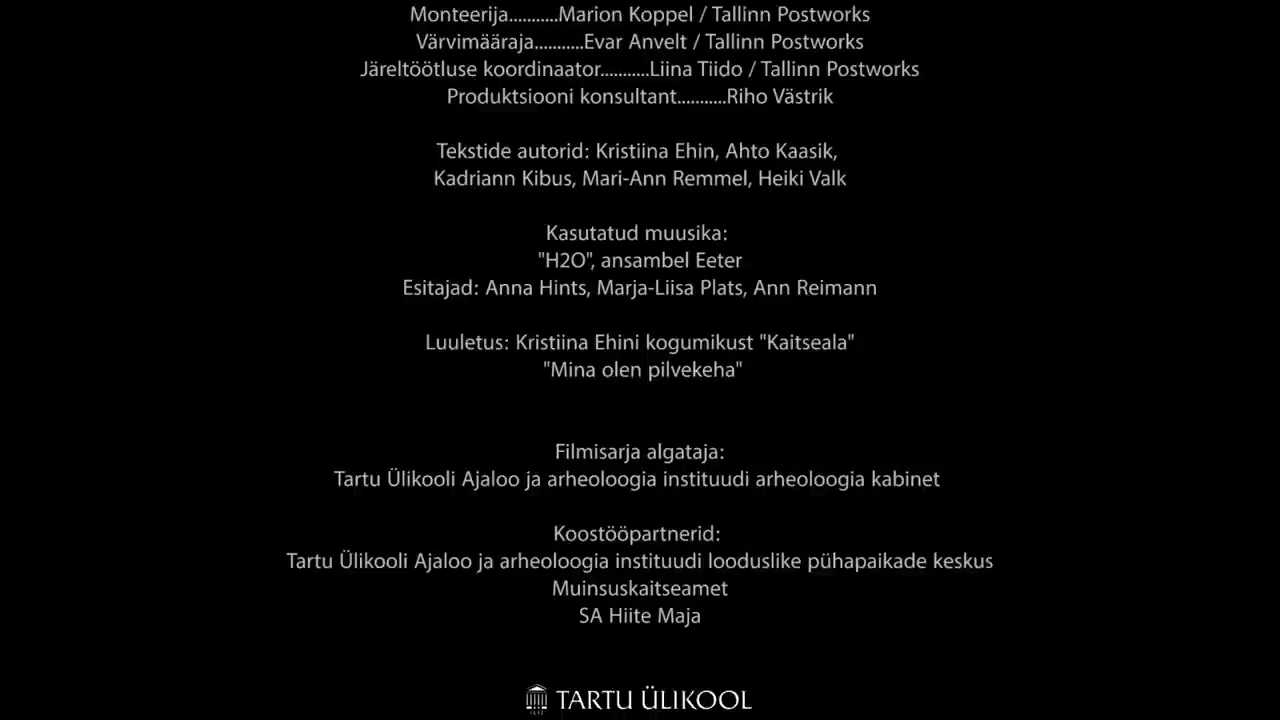 Monteerija...........Marion Koppel / Tallinn Postworks
Värvimääraja...........Evar Anvelt / Tallinn Postworks
Järeltöötluse koordinaator...........Liina Tiido / Tallinn Postworks
Produktsiooni konsultant...........Riho Västrik
Tekstide autorid: Kristiina Ehin, Ahto Kaasik,
Kadriann Kibus, Mari-Ann Remmel, Heiki Valk
Kasutatud muusika:
"H2O", ansambel Eeter
Esitajad: Anna Hints, Marja-Liisa Plats, Ann Reimann
Luuletus: Kristiina Ehini kogumikust "Kaitseala"
"Mina olen pilvekeha"
Filmisarja algataja:
Tartu Ülikooli Ajaloo ja arheoloogia instituudi arheoloogia kabinet
Koostööpartnerid:
Tartu Ülikooli Ajaloo ja arheoloogia instituudi looduslike pühapaikade keskus
Muinsuskaitseamet
SA Hiite Maja
TARTU ÜLIKOOL